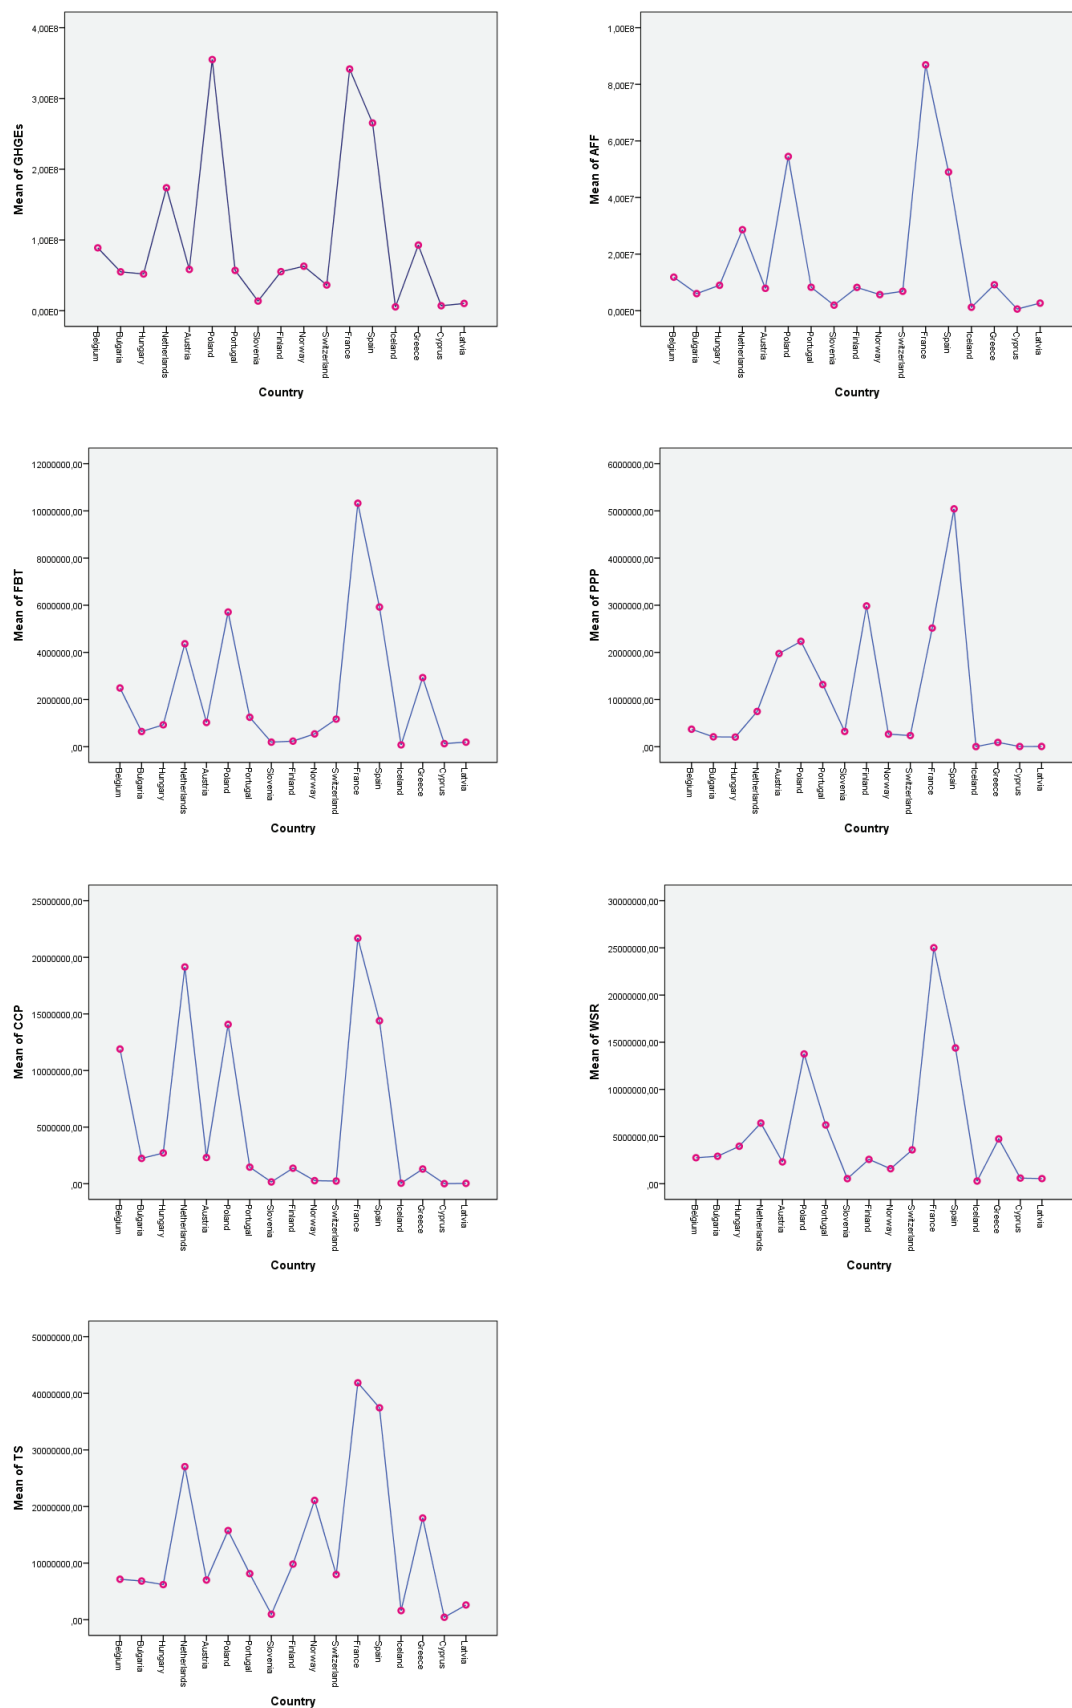 Mean of GHGEs
4,00E8
3,00E8
2,00E8
1,00E8
0,00E0
Belgium
Bulgaria
Hungary
Netherlands
Austria
Poland
Portugal
Slovenia
Finland
Norway
Switzerland
France
Spain
Iceland
Greece
Cyprus
Latvia
Country
Mean of AFF
1,00E8
8,00E7
6,00E7
4,00E7
2,00E7
0,00E0
Belgium
Bulgaria
Hungary
Netherlands
Austria
Poland
Portugal
Slovenia
Finland
Norway
Switzerland
France
Spain
Iceland
Greece
Cyprus
Latvia
Country
Mean of FBT
12000000,00
10000000,00
8000000,00
6000000,00
4000000,00
2000000,00
,00
Belgium
Bulgaria
Hungary
Netherlands
Austria
Poland
Portugal
Slovenia
Finland
Norway
Switzerland
France
Spain
Iceland
Greece
Cyprus
Latvia
Country
Mean of PPP
6000000,00
5000000,00
4000000,00
3000000,00
2000000,00
1000000,00
,00
Belgium
Bulgaria
Hungary
Netherlands
Austria
Poland
Portugal
Slovenia
Finland
Norway
Switzerland
France
Spain
Iceland
Greece
Cyprus
Latvia
Country
Mean of CCP
25000000,00
20000000,00
15000000,00
10000000,00
5000000,00
,00
Belgium
Bulgaria
Hungary
Netherlands
Austria
Poland
Portugal
Slovenia
Finland
Norway
Switzerland
France
Spain
Iceland
Greece
Cyprus
Latvia
Country
Mean of WSR
30000000,00
25000000,00
20000000,00
15000000,00
10000000,00
5000000,00
,00
Belgium
Bulgaria
Hungary
Netherlands
Austria
Poland
Portugal
Slovenia
Finland
Norway
Switzerland
France
Spain
Iceland
Greece
Cyprus
Latvia
Country
Mean of TS
50000000,00
40000000,00
30000000,00
20000000,00
10000000,00
,00
Belgium
Bulgaria
Hungary
Netherlands
Austria
Poland
Portugal
Slovenia
Finland
Norway
Switzerland
France
Spain
Iceland
Greece
Cyprus
Latvia
Country